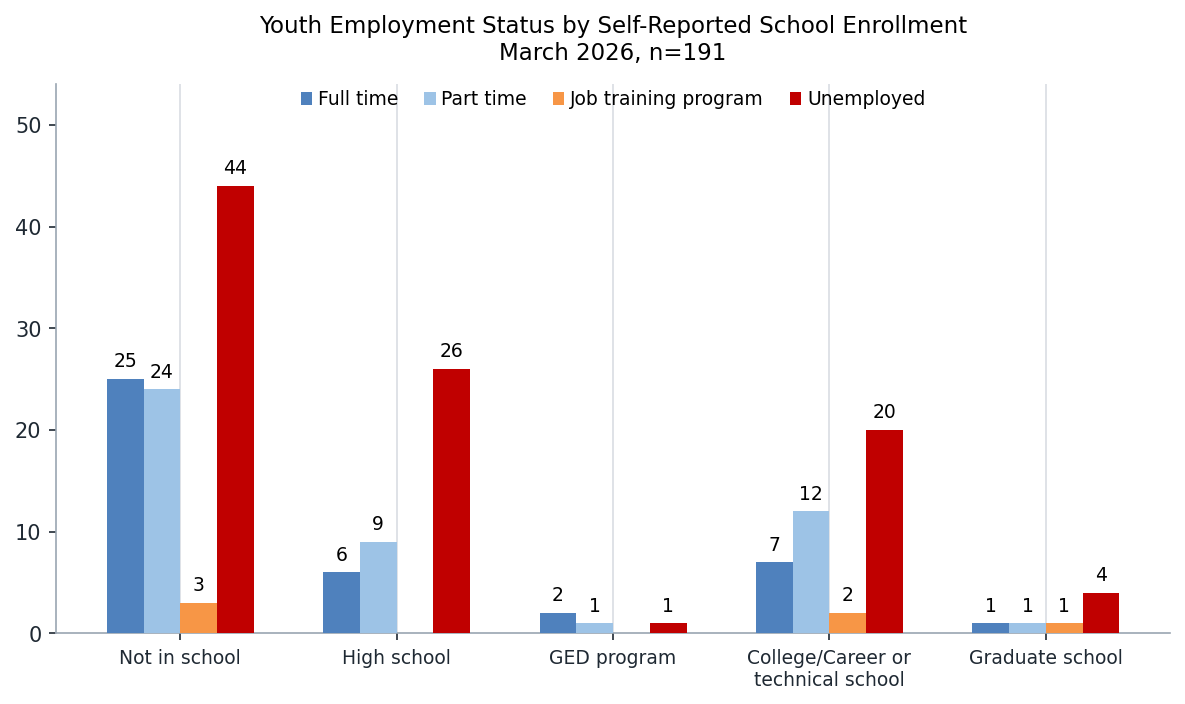 Youth Employment Status by Self-Reported School Enrollment
March 2026, n=191
Full time Part time Job training program Unemployed
50
40
30
20
10
0
25 24 3 44
6 9 26
2 1 1
7 12 2 20
1 1 1 4
Not in school High school GED program College/Career or Graduate school
technical school